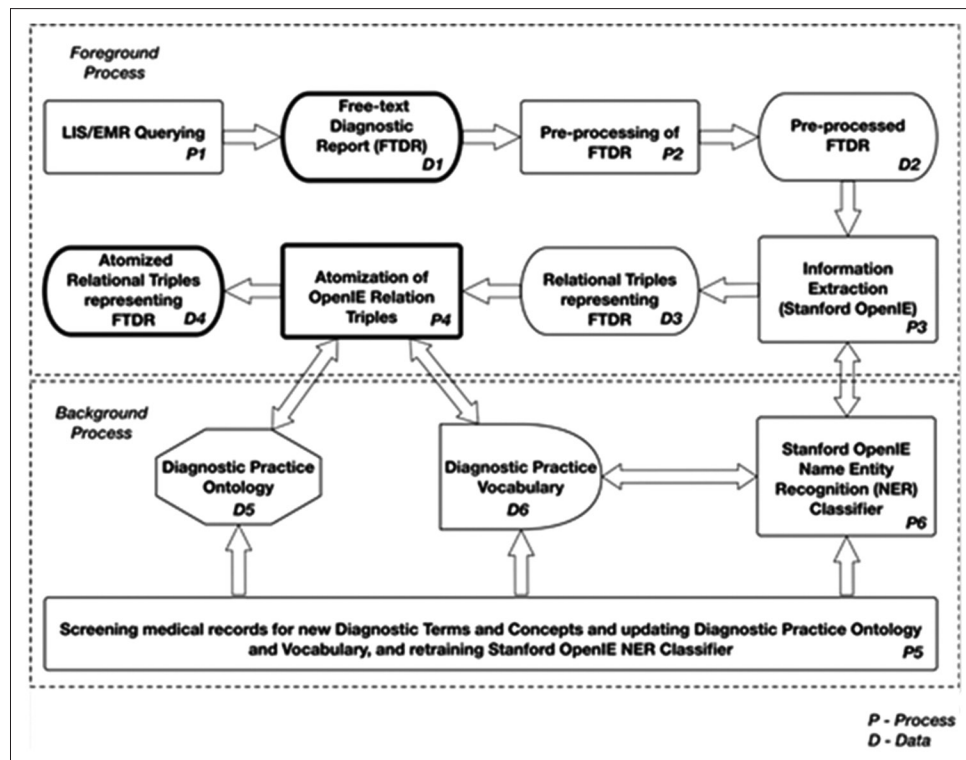 Foreground
Process
LIS/EMR Querying
P1
Free-text
Diagnostic
Report (FTDR)
D1
Pre-processing of
FTDR
P2
Pre-processed
FTDR
D2
Atomized
Relational Triples
representing
FTDR
D4
Atomization of
OpenIE Relation
Triples
P4
Relational Triples
representing
FTDR
D3
Information
Extraction
(Stanford OpenIE)
P3
Background
Process
Diagnostic Practice
Ontology
D5
Diagnostic Practice
Vocabulary
D6
Stanford OpenIE
Name Entity
Recognition (NER)
Classifier
P6
Screening medical records for new Diagnostic Terms and Concepts and updating Diagnostic Practice Ontology
and Vocabulary, and retraining Stanford OpenIE NER Classifier
P5
P - Process
D - Data